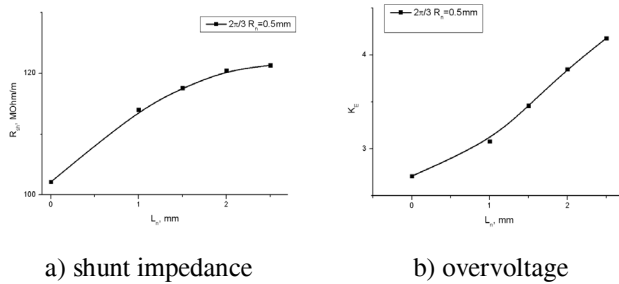 2π/3 Rn=0.5mm
120
100
Rsh, MOhm/m
0
1
2
Ln, mm
a) shunt impedance
2π/3 Rn=0.5mm
4
3
KE
0
1
2
Ln, mm
b) overvoltage